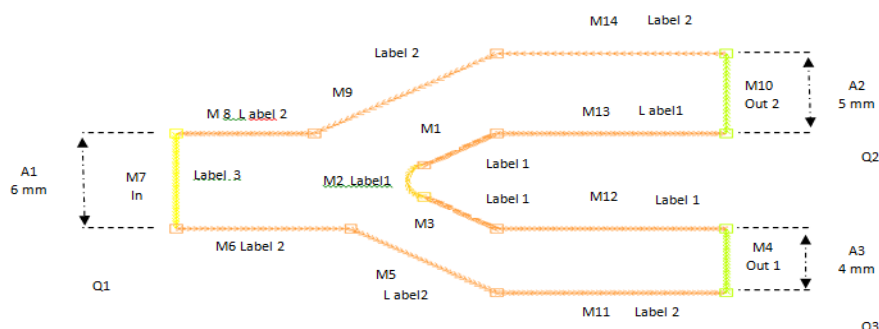 M14 Label 2
Label 2
M9
M10
Out 2
A2
5 mm
M 8 L abel 2
M13 L abel1
M1
A1
6 mm
M7
In
Label 3
M2 Label1
Label 1
Q2
Label 1
M12 Label 1
M3
M6 Label 2
M5
L abel2
M4
Out 1
A3
4 mm
Q1
M11 Label 2
Q3